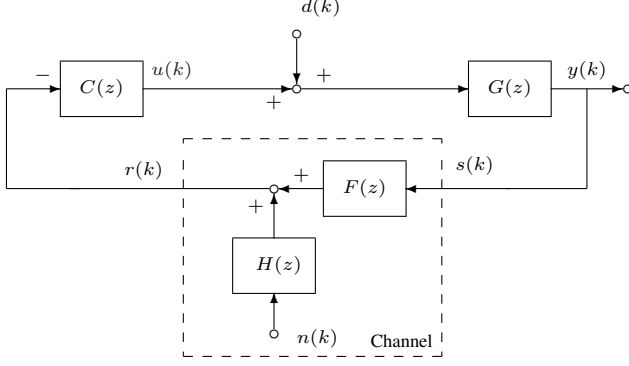 d(k)
− C(z) u(k) + + G(z) y(k)
r(k) + F(z) s(k)
+
H(z)
n(k) Channel